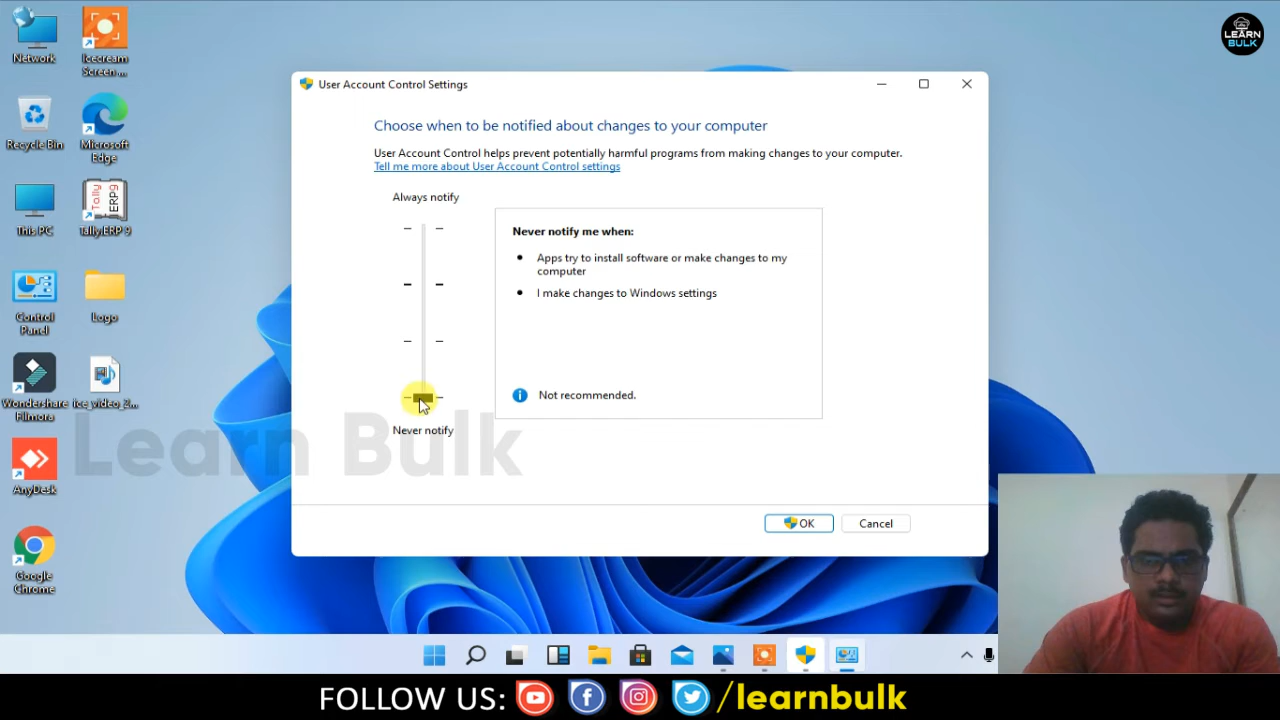 Network
Icecream
Screen ...
LEARN
BULK
Recycle Bin
Microsoft
Edge
This PC
Tally
ERP9
Tally.ERP 9
Control
Panel
Logo
Wondershare
Filmora
ice_video_2...
AnyDesk
Google
Chrome
User Account Control Settings
Choose when to be notified about changes to your computer
User Account Control helps prevent potentially harmful programs from making changes to your computer.
Tell me more about User Account Control settings
Always notify
Never notify me when:
Apps try to install software or make changes to my
computer
I make changes to Windows settings
Not recommended.
Never notify
Learn Bulk
OK
Cancel
FOLLOW US:
/learnbulk